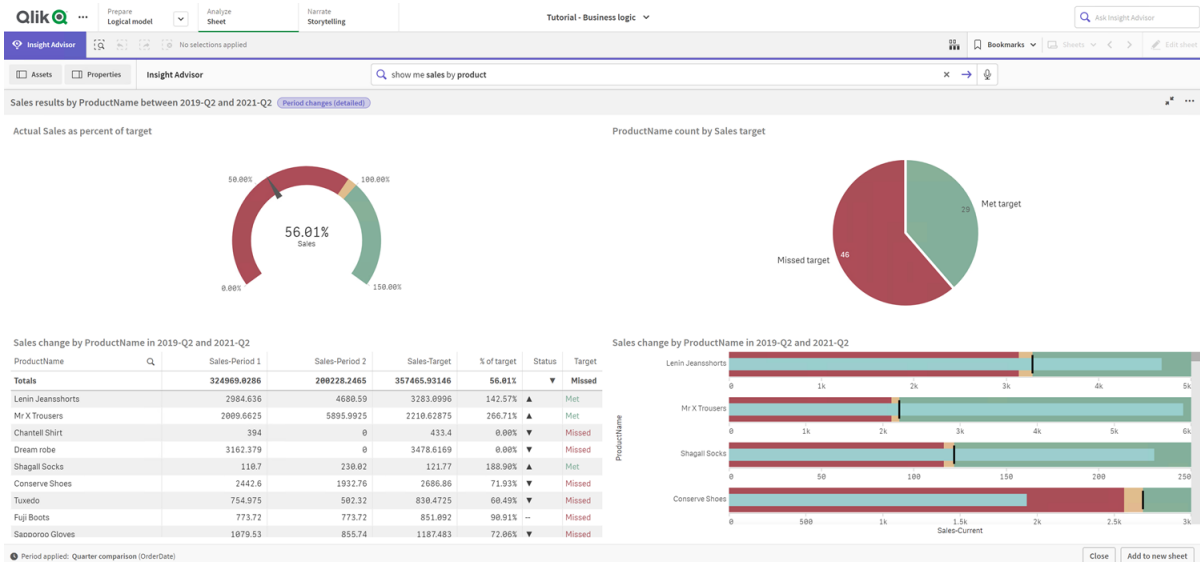 Qlik
Prepare
Logical model
Analyze
Sheet
Narrate
Storytelling
Tutorial - Business logic
Ask Insight Advisor
Insight Advisor
No selections applied
Bookmarks
Sheets
Edit sheet
Assets
Properties
Insight Advisor
show me sales by product
Sales results by ProductName between 2019-Q2 and 2021-Q2 Period changes (detailed)
Actual Sales as percent of target
50.00%
100.00%
56.01%
Sales
0.00%
150.00%
ProductName count by Sales target
29
Met target
46
Missed target
Sales change by ProductName in 2019-Q2 and 2021-Q2
ProductName Sales-Period 1 Sales-Period 2 Sales-Target % of target Status Target
Totals 324969.0286 200228.2465 357465.93146 56.01% ▼ Missed
Lenin Jeansshorts 2984.636 4680.59 3283.0996 142.57% ▲ Met
Mr X Trousers 2009.6625 5895.9925 2210.62875 266.71% ▲ Met
Chantell Shirt 394 0 433.4 0.00% ▼ Missed
Dream robe 3162.379 0 3478.6169 0.00% ▼ Missed
Shagall Socks 110.7 230.02 121.77 188.90% ▲ Met
Conserve Shoes 2442.6 1932.76 2686.86 71.93% ▼ Missed
Tuxedo 754.975 502.32 830.4725 60.49% ▼ Missed
Fuji Boots 773.72 773.72 851.092 90.91% -- Missed
Sapporoo Gloves 1079.53 855.74 1187.483 72.06% ▼ Missed
Sales change by ProductName in 2019-Q2 and 2021-Q2
ProductName
Lenin Jeansshorts
0 1k 2k 3k 4k 5k
Mr X Trousers
0 1k 2k 3k 4k 5k 6k
Shagall Socks
0 50 100 150 200 250
Conserve Shoes
0 500 1k 1.5k 2k 2.5k 3k
Sales-Current
Period applied: Quarter comparison (OrderDate)
Close
Add to new sheet